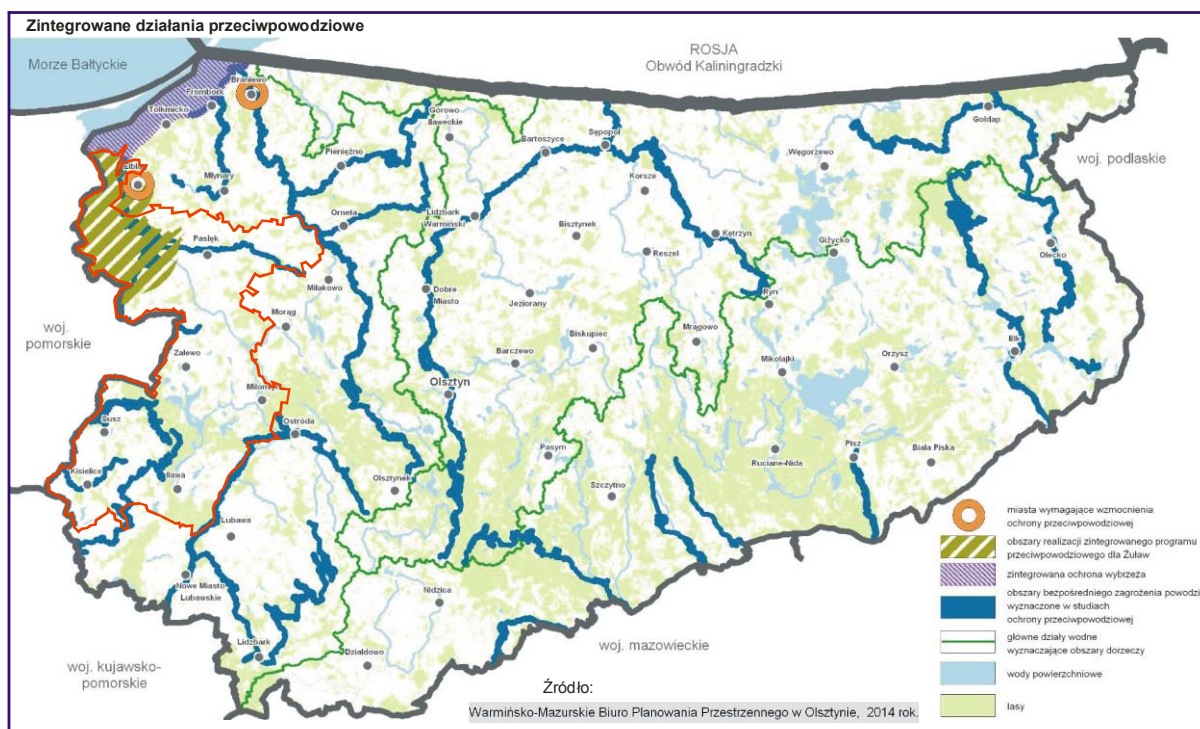 Zintegrowane działania przeciwpowodziowe
Morze Bałtyckie
ROSJA
Obwód Kaliningradzki
Braniewo
Frombork
Tolkmicko
Górowo
Iławeckie
Gołdap
Sępopol
Bartoszyce
Węgorzewo
woj. podlaskie
Pieniężno
Młynary
Korsze
Orneta
Lidzbark
Warmiński
Bisztynek
Kętrzyn
Pasłęk
Reszel
Giżycko
Olecko
Miłakowo
Dobre
Miasto
Jeziorany
Ryn
Morąg
woj.
pomorskie
Mrągowo
Biskupiec
Barczewo
Zalewo
Mikołajki
Orzysz
Ełk
Olsztyn
Susz
Ostróda
Kisielice
Iława
Pasym
Pisz
Biała Piska
Ruciane-Nida
Olsztynek
Szczytno
Lubawa
Nowe Miasto
Lubawskie
Nidzica
Lidzbark
Działdowo
woj. mazowieckie
woj. kujawsko-
pomorskie
miasta wymagające wzmocnienia
ochrony przeciwpowodziowej
obszary realizacji zintegrowanego programu
przeciwpowodziowego dla Żuław
zintegrowana ochrona wybrzeża
obszary bezpośredniego zagrożenia powodzi
wyznaczone w studiach
ochrony przeciwpowodziowej
główne działy wodne
wyznaczające obszary dorzeczy
wody powierzchniowe
lasy
Źródło:
Warmińsko-Mazurskie Biuro Planowania Przestrzennego w Olsztynie, 2014 rok.